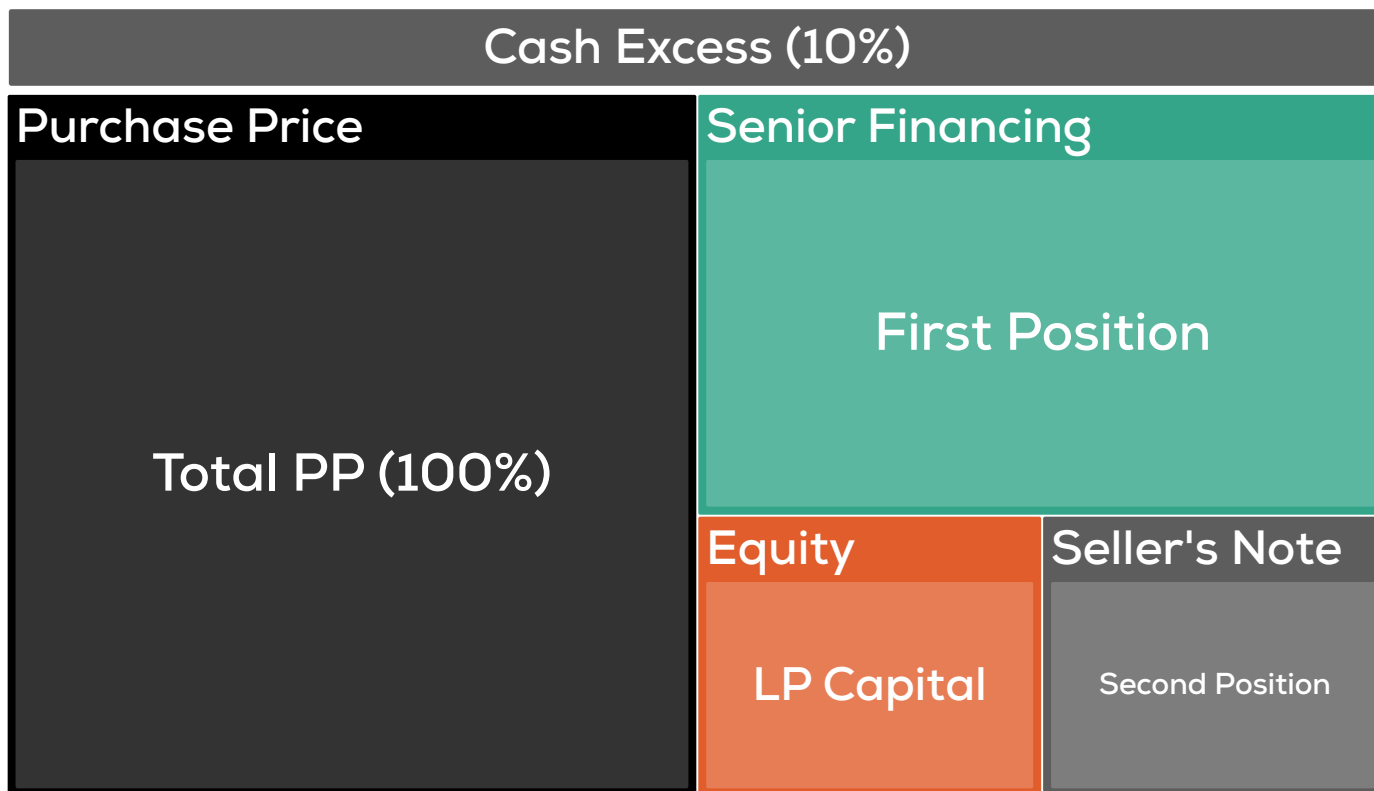 Cash Excess (10%)
Purchase Price
Total PP (100%)
Senior Financing
First Position
Equity
LP Capital
Seller's Note
Second Position